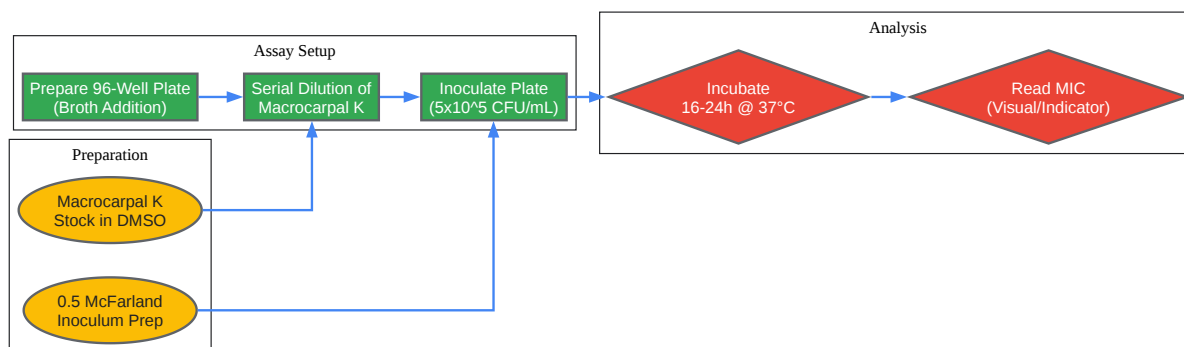 Assay Setup
Prepare 96-Well Plate
(Broth Addition)
Serial Dilution of
Macrocarpal K
Inoculate Plate
(5x10^5 CFU/mL)
Analysis
Incubate
16-24h @ 37°C
Read MIC
(Visual/Indicator)
Preparation
Macrocarpal K
Stock in DMSO
0.5 McFarland
Inoculum Prep